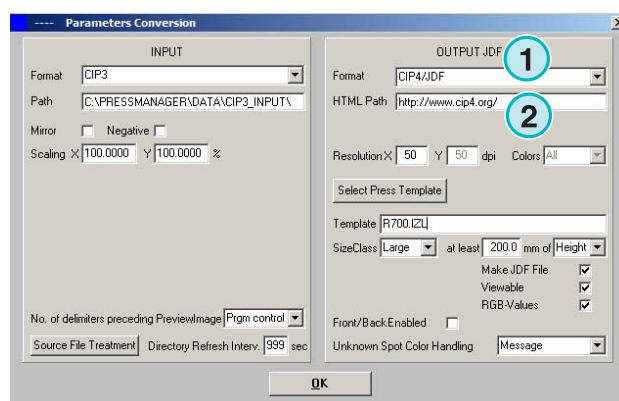 ---- Parameters Conversion
INPUT
Format CIP3
Path C:\PRESSMANAGER\DATA\CIP3_INPUT\
Mirror Negative
Scaling X 100.0000 Y 100.0000 %
No. of delimiters preceding PreviewImage Prgm control
Source File Treatment Directory Refresh Interv. 999 sec
OUTPUT JDF
1
Format CIP4/JDF
HTML Path http://www.cip4.org/
2
Resolution X 50 Y 50 dpi Colors All
Select Press Template
Template R700.IZL
SizeClass Large at least 200.0 mm of Height
Make JDF File
Viewable
RGB-Values
Front/Back Enabled
Unknown Spot Color Handling Message
OK